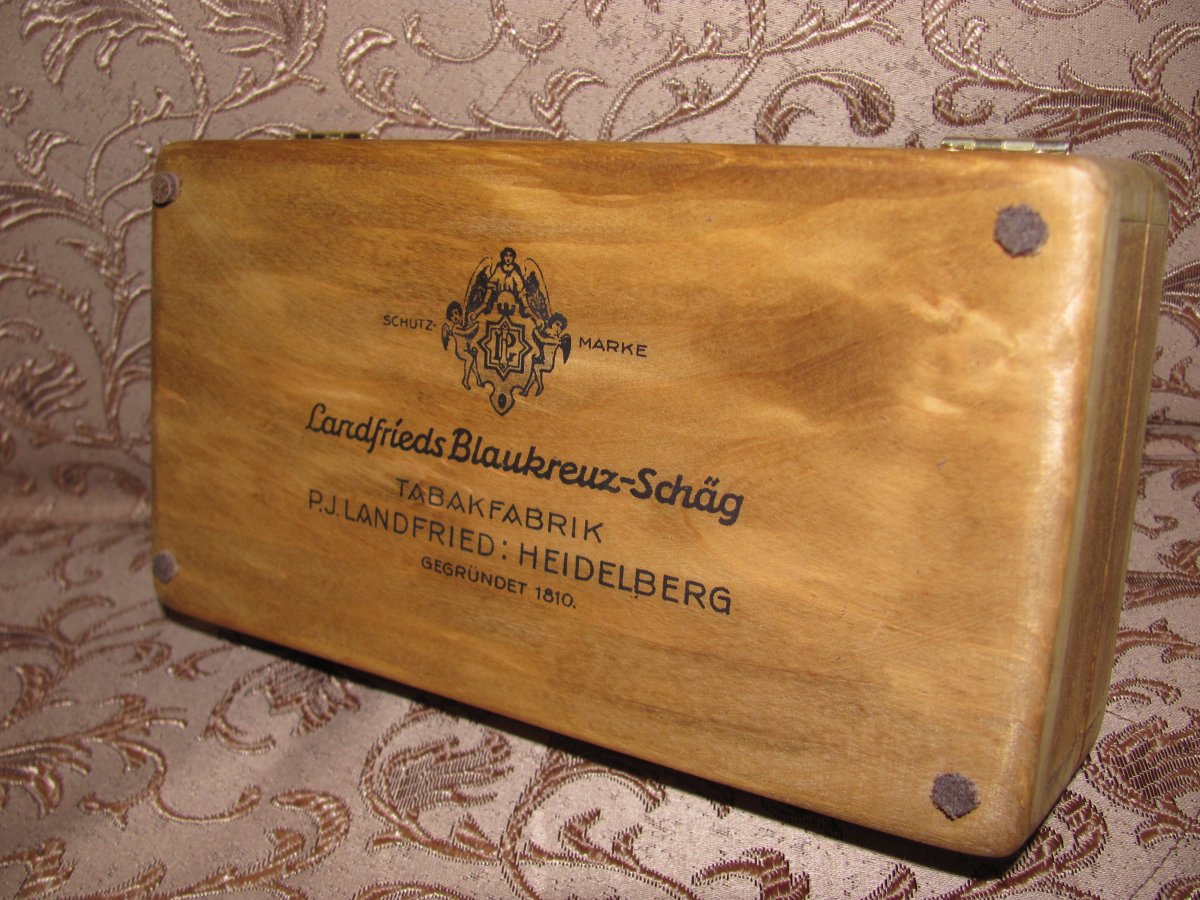 SCHUTZ- MARKE
Landfrieds Blaukreuz-Schäg
TABAKFABRIK
P.J. LANDFRIED: HEIDELBERG
GEGRÜNDET 1810.